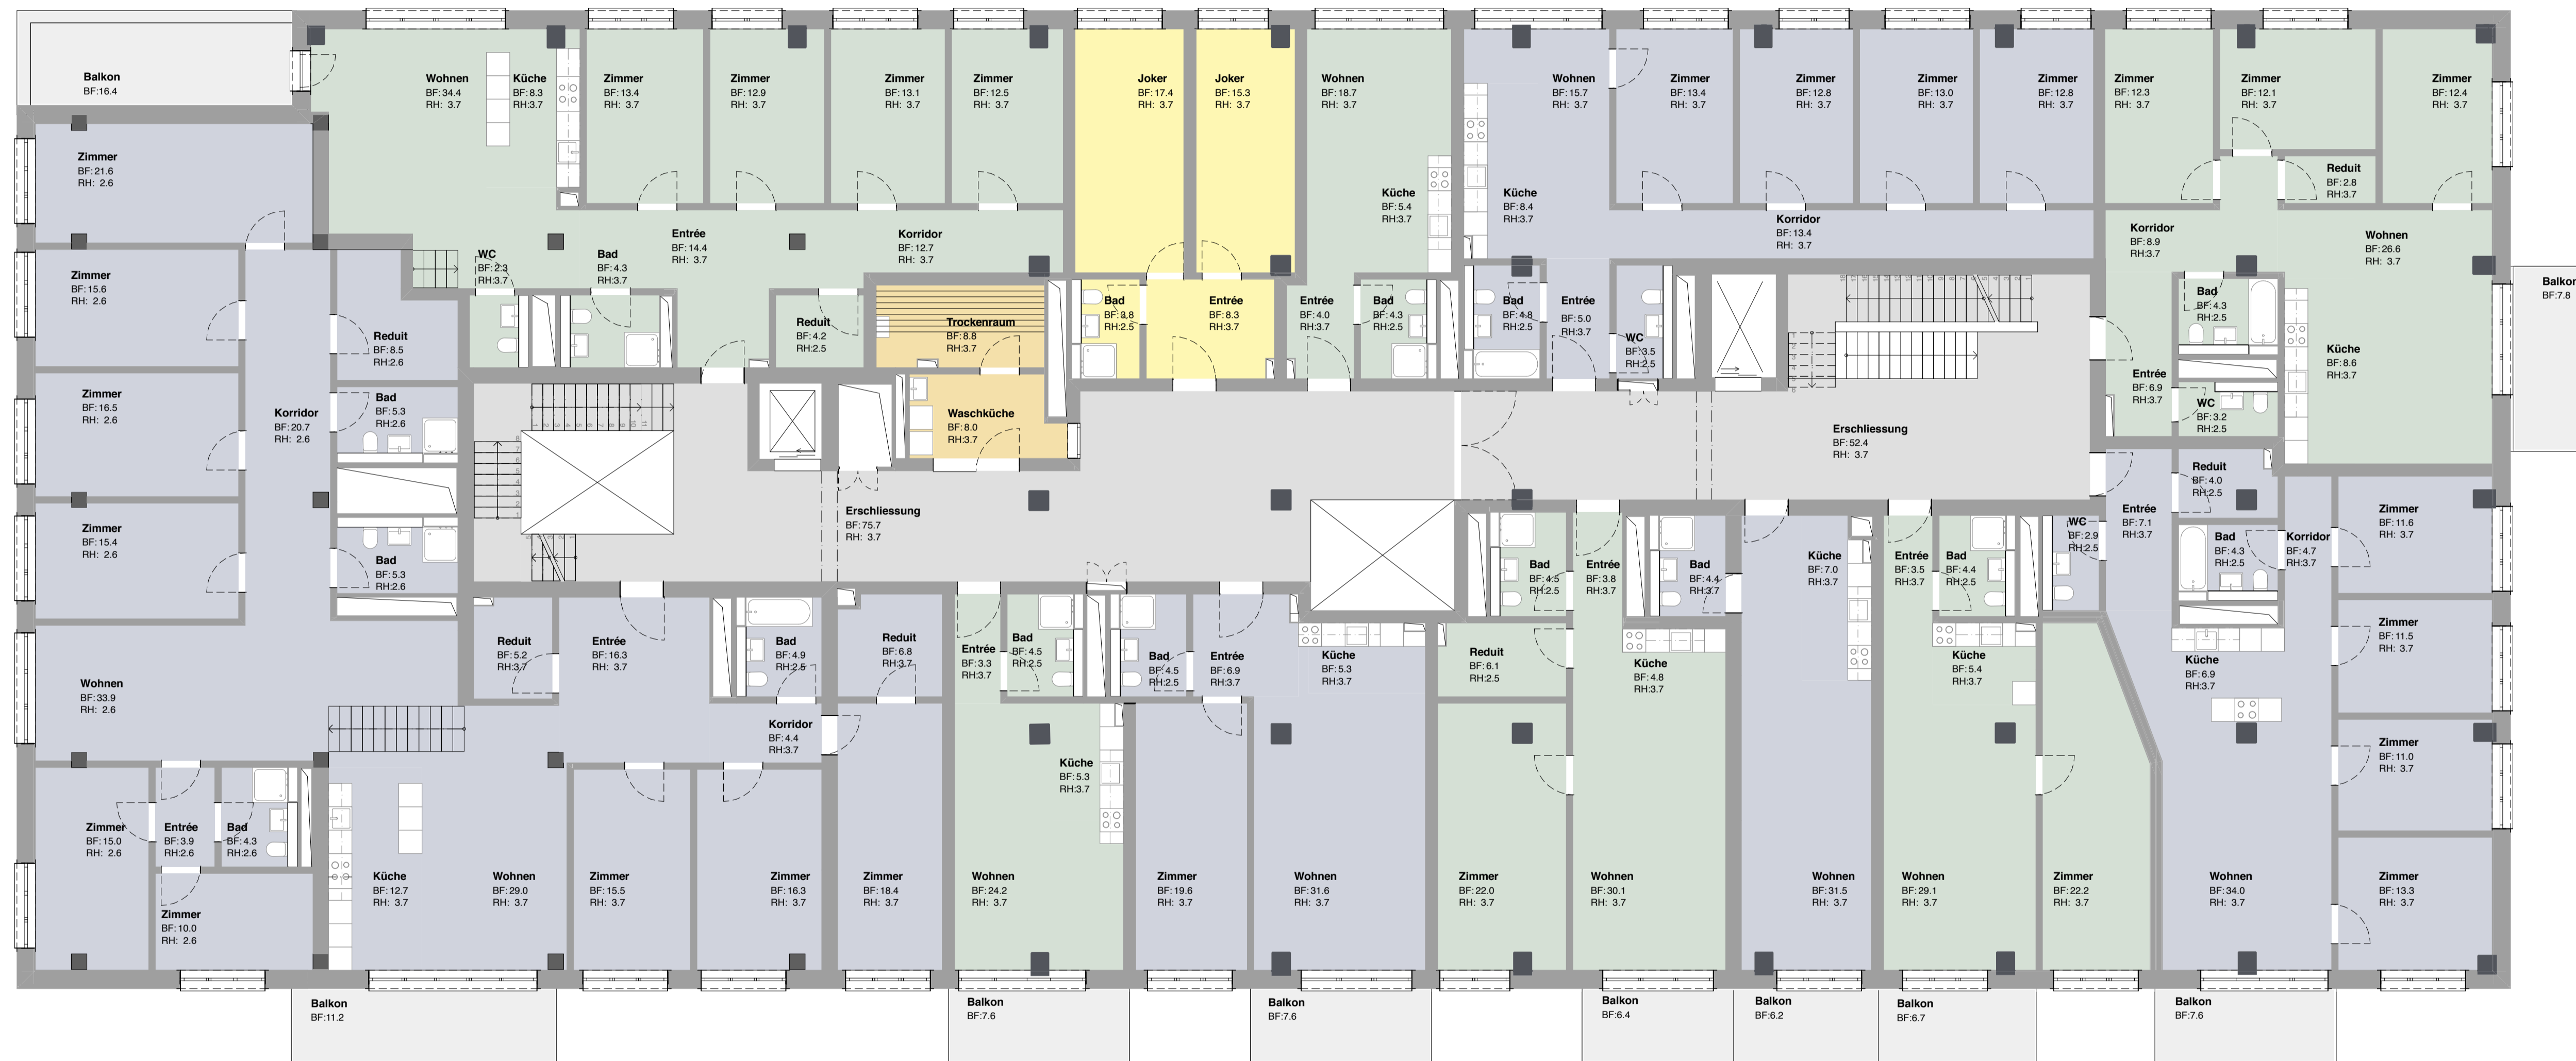 Balkon
BF:16.4
Wohnen
BF: 34.4
RH: 3.7
Küche
BF: 8.3
RH:3.7
Zimmer
BF: 13.4
RH: 3.7
Zimmer
BF: 12.9
RH: 3.7
Zimmer
BF: 13.1
RH: 3.7
Zimmer
BF: 12.5
RH: 3.7
Joker
BF: 17.4
RH: 3.7
Joker
BF: 15.3
RH: 3.7
Wohnen
BF: 18.7
RH: 3.7
Wohnen
BF: 15.7
RH: 3.7
Zimmer
BF: 13.4
RH: 3.7
Zimmer
BF: 12.8
RH: 3.7
Zimmer
BF: 13.0
RH: 3.7
Zimmer
BF: 12.8
RH: 3.7
Zimmer
BF: 12.3
RH: 3.7
Zimmer
BF: 12.1
RH: 3.7
Zimmer
BF: 12.4
RH: 3.7
Zimmer
BF: 21.6
RH: 2.6
Küche
BF: 5.4
RH:3.7
Küche
BF: 8.4
RH:3.7
Reduit
BF: 2.8
RH:3.7
Entrée
BF: 14.4
RH: 3.7
Korridor
BF: 12.7
RH: 3.7
Korridor
BF: 13.4
RH: 3.7
Korridor
BF: 8.9
RH:3.7
Wohnen
BF: 26.6
RH: 3.7
WC
BF: 2.3
RH:3.7
Bad
BF: 4.3
RH:3.7
Zimmer
BF: 15.6
RH: 2.6
Balkon
BF:7.8
Reduit
BF: 8.5
RH:2.6
Reduit
BF: 4.2
RH:2.5
Trockenraum
BF: 8.8
RH:3.7
Bad
BF: 3.8
RH:2.5
Entrée
BF: 8.3
RH:3.7
Entrée
BF: 4.0
RH:3.7
Bad
BF: 4.3
RH:2.5
Bad
BF: 4.8
RH:2.5
Entrée
BF: 5.0
RH:3.7
WC
BF: 3.5
RH:2.5
Bad
BF: 4.3
RH:2.5
Küche
BF: 8.6
RH:3.7
Entrée
BF: 6.9
RH:3.7
WC
BF: 3.2
RH:2.5
Zimmer
BF: 16.5
RH: 2.6
Korridor
BF: 20.7
RH: 2.6
Bad
BF: 5.3
RH:2.6
Waschküche
BF: 8.0
RH:3.7
Erschliessung
BF: 52.4
RH: 3.7
Erschliessung
BF: 75.7
RH: 3.7
Reduit
BF: 4.0
RH:2.5
Zimmer
BF: 15.4
RH: 2.6
Bad
BF: 5.3
RH:2.6
Bad
BF: 4.5
RH:2.5
Entrée
BF: 3.8
RH:3.7
Bad
BF: 4.4
RH:3.7
Küche
BF: 7.0
RH:3.7
Entrée
BF: 3.5
RH:3.7
Bad
BF: 4.4
RH:2.5
WC
BF: 2.9
RH:2.5
Entrée
BF: 7.1
RH:3.7
Bad
BF: 4.3
RH:2.5
Korridor
BF: 4.7
RH:3.7
Zimmer
BF: 11.6
RH: 3.7
Reduit
BF: 5.2
RH:3.7
Entrée
BF: 16.3
RH: 3.7
Bad
BF: 4.9
RH:2.5
Reduit
BF: 6.8
RH:3.7
Entrée
BF: 3.3
RH:3.7
Bad
BF: 4.5
RH:2.5
Bad
BF: 4.5
RH:2.5
Entrée
BF: 6.9
RH:3.7
Küche
BF: 5.3
RH:3.7
Reduit
BF: 6.1
RH:2.5
Küche
BF: 4.8
RH:3.7
Küche
BF: 5.4
RH:3.7
Küche
BF: 6.9
RH:3.7
Zimmer
BF: 11.5
RH: 3.7
Wohnen
BF: 33.9
RH: 2.6
Korridor
BF: 4.4
RH:3.7
Küche
BF: 5.3
RH:3.7
Zimmer
BF: 11.0
RH: 3.7
Zimmer
BF: 15.0
RH: 2.6
Entrée
BF: 3.9
RH:2.6
Bad
BF: 4.3
RH:2.6
Zimmer
BF: 10.0
RH: 2.6
Küche
BF: 12.7
RH: 3.7
Wohnen
BF: 29.0
RH: 3.7
Zimmer
BF: 15.5
RH: 3.7
Zimmer
BF: 16.3
RH: 3.7
Zimmer
BF: 18.4
RH: 3.7
Wohnen
BF: 24.2
RH: 3.7
Zimmer
BF: 19.6
RH: 3.7
Wohnen
BF: 31.6
RH: 3.7
Zimmer
BF: 22.0
RH: 3.7
Wohnen
BF: 30.1
RH: 3.7
Wohnen
BF: 31.5
RH: 3.7
Wohnen
BF: 29.1
RH: 3.7
Zimmer
BF: 22.2
RH: 3.7
Wohnen
BF: 34.0
RH: 3.7
Zimmer
BF: 13.3
RH: 3.7
Balkon
BF:11.2
Balkon
BF:7.6
Balkon
BF:7.6
Balkon
BF:6.4
Balkon
BF:6.2
Balkon
BF:6.7
Balkon
BF:7.6